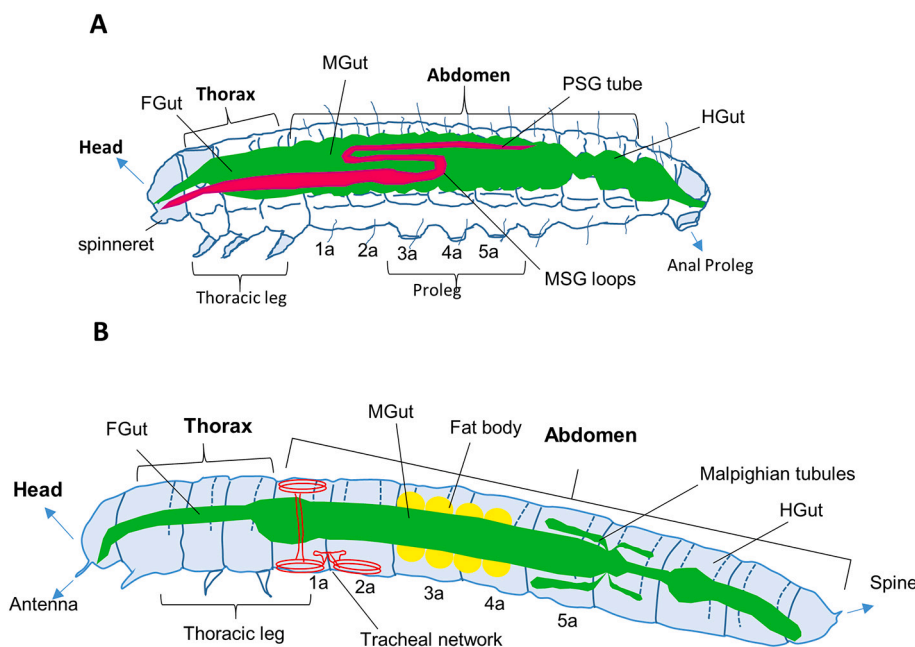 A
MGut
Abdomen
PSG tube
Thorax
FGut
HGut
Head
spinneret
1a
2a
3a
4a
5a
Anal Proleg
MSG loops
Thoracic leg
Proleg
B
MGut
FGut
Thorax
Fat body
Abdomen
Malpighian tubules
Head
HGut
Antenna
1a
2a
3a
4a
5a
Spine
Thoracic leg
Tracheal network